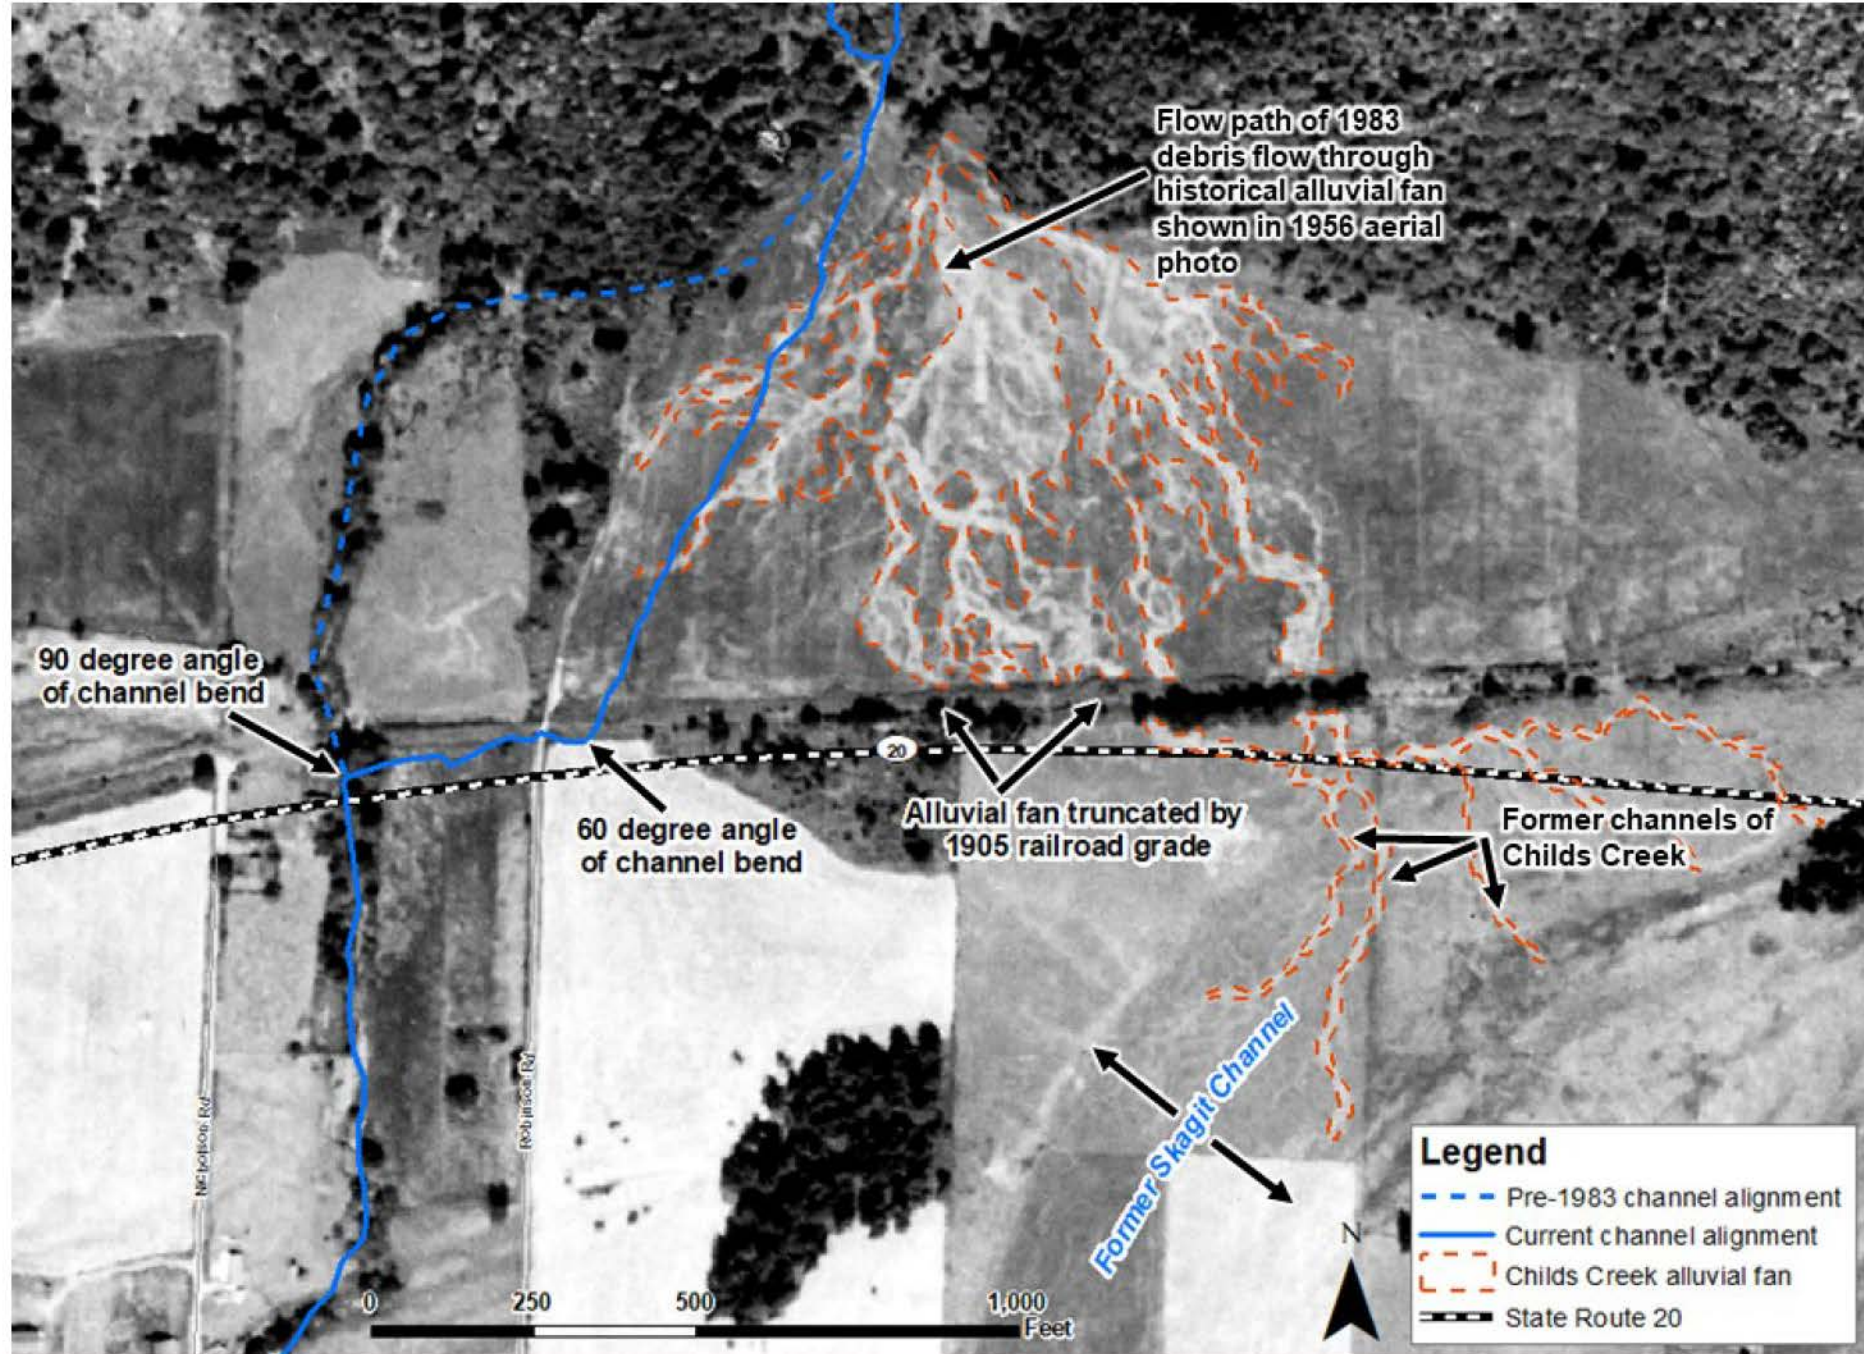 Flow path of 1983
debris flow through
historical alluvial fan
shown in 1956 aerial
photo
90 degree angle
of channel bend
20
60 degree angle
of channel bend
Alluvial fan truncated by
1905 railroad grade
Former channels of
Childs Creek
Former Skagit Channel
Nicholson Rd
Robinson Rd
0 250 500 1,000
Feet
N
Legend
Pre-1983 channel alignment
Current channel alignment
Childs Creek alluvial fan
State Route 20